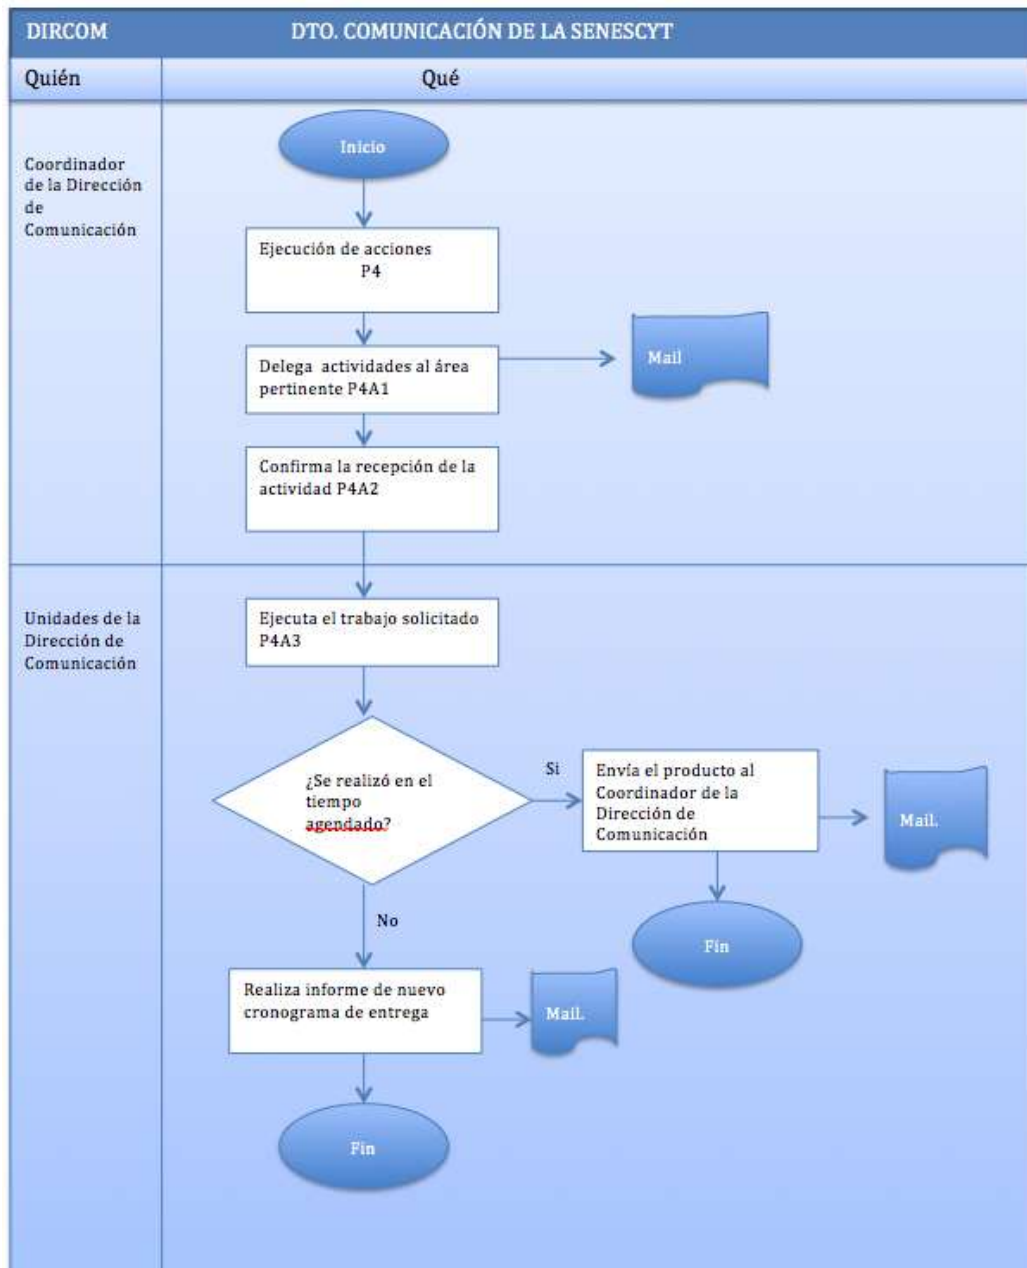 DIRCOM
DTO. COMUNICACIÓN DE LA SENESCYT
Quién
Qué
Coordinador
de la Dirección
de
Comunicación
Inicio
Ejecución de acciones
P4
Delega actividades al área
pertinente P4A1
Mail
Confirma la recepción de la
actividad P4A2
Unidades de la
Dirección de
Comunicación
Ejecuta el trabajo solicitado
P4A3
¿Se realizó en el
tiempo
agendado?
Si
Envía el producto al
Coordinador de la
Dirección de
Comunicación
Mail.
Fin
No
Realiza informe de nuevo
cronograma de entrega
Mail.
Fin